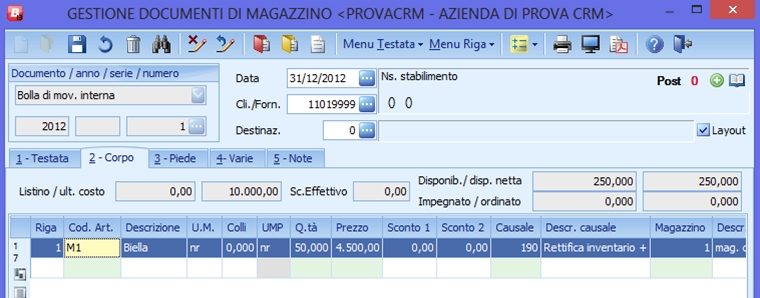 GESTIONE DOCUMENTI DI MAGAZZINO <PROVACRM - AZIENDA DI PROVA CRM>
Menu Testata Menu Riga
Documento / anno / serie / numero
Bolla di mov. interna
2012 1
Data 31/12/2012 Ns. stabilimento Post 0
Cli./Forn. 11019999 0 0
Destinaz. 0 Layout
1 - Testata 2 - Corpo 3 - Piede 4- Varie 5 - Note
Listino / ult. costo 0,00 10.000,00 Sc.Effettivo 0,00 Disponib./ disp. netta 250,000 250,000
Impegnato / ordinato 0,000 0,000
Riga Cod. Art. Descrizione U.M. Colli UMP Q.tà Prezzo Sconto 1 Sconto 2 Causale Descr. causale Magazzino Descr
1 M1 Biella nr 0,000 nr 50,000 4.500,00 0,00 0,00 190 Rettifica inventario + 1 mag.
1
7